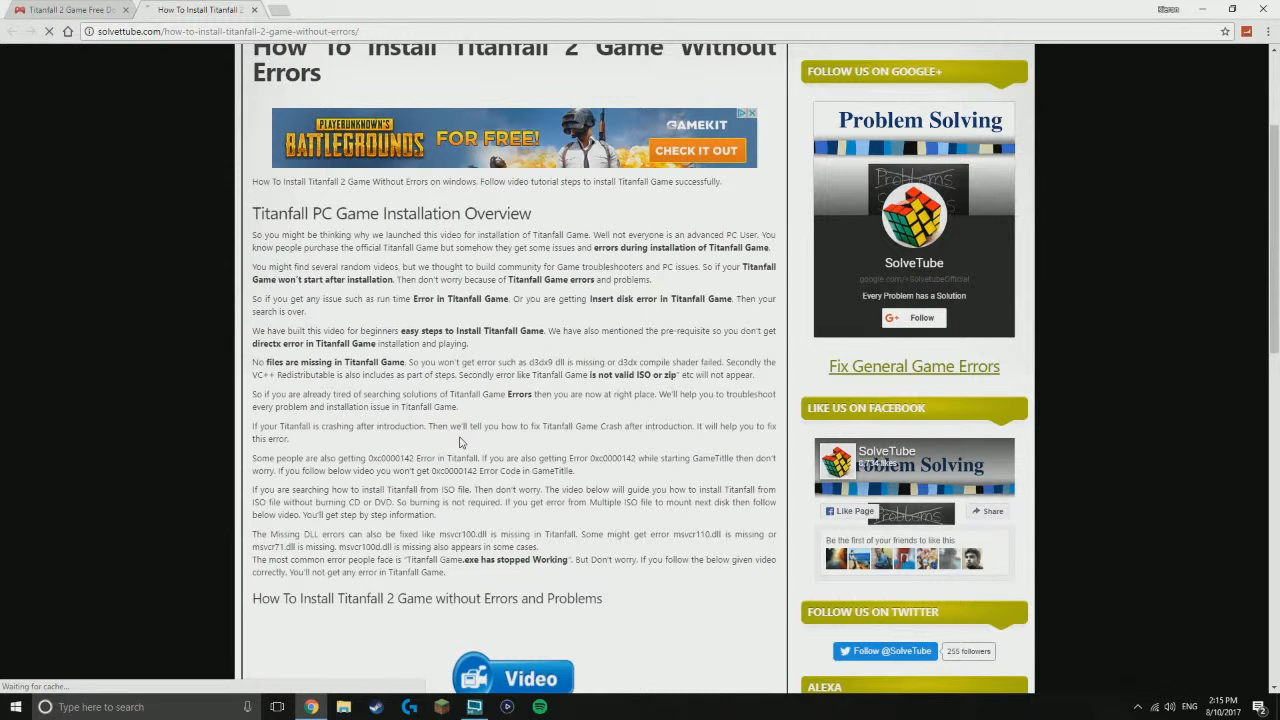 Titanfall 2 Game Free Do
How To Install Titanfall 2
solvettube.com/how-to-install-titanfall-2-game-without-errors/
How To Install Titanfall 2 Game Without
Errors
PLAYERUNKNOWN'S
BATTLEGROUNDS
FOR FREE!
GAMEKIT
CHECK IT OUT
How To Install Titanfall 2 Game Without Errors on windows. Follow video tutorial steps to install Titanfall Game successfully.
Titanfall PC Game Installation Overview
So you might be thinking why we launched this video for installation of Titanfall Game. Well not everyone is an advanced PC User. You
know people purchase the official Titanfall Game but somehow they get some issues and errors during installation of Titanfall Game.
You might find several random videos, but we thought to build community for Game troubleshooters and PC issues. So if your Titanfall
Game won't start after installation. Then don't worry because of Titanfall Game errors and problems.
So if you get any issue such as run time Error in Titanfall Game. Or you are getting Insert disk error in Titanfall Game. Then your
search is over.
We have built this video for beginners easy steps to Install Titanfall Game. We have also mentioned the pre-requisite so you don't get
directx error in Titanfall Game installation and playing.
No files are missing in Titanfall Game. So you won't get error such as d3dx9 dll is missing or d3dx compile shader failed. Secondly the
VC++ Redistributable is also includes as part of steps. Secondly error like Titanfall Game is not valid ISO or zip" etc will not appear.
So if you are already tired of searching solutions of Titanfall Game Errors then you are now at right place. We'll help you to troubleshoot
every problem and installation issue in Titanfall Game.
If your Titanfall is crashing after introduction. Then we'll tell you how to fix Titanfall Game Crash after introduction. It will help you to fix
this error.
Some people are also getting 0xc0000142 Error in Titanfall. If you are also getting Error 0xc0000142 while starting GameTitlle then don't
worry. If you follow below video you won't get 0xc0000142 Error Code in GameTitle.
If you are searching how to install Titanfall from ISO file. Then don't worry. The video below will guide you how to install Titanfall from
ISO file without burning CD or DVD. So burning is not required. If you get error from Multiple ISO file to mount next disk then follow
below video. You'll get step by step information.
The Missing DLL errors can also be fixed like msvcr100.dll is missing in Titanfall. Some might get error msvcr110.dll is missing or
msvcr71.dll is missing. msvcr100d.dll is missing also appears in some cases.
The most common error people face is "Titanfall Game.exe has stopped Working". But Don't worry. If you follow the below given video
correctly. You'll not get any error in Titanfall Game.
How To Install Titanfall 2 Game without Errors and Problems
Video
FOLLOW US ON GOOGLE+
Problem Solving
Problems
SolveTube
google.com/+SolvetubeOfficial
Every Problem has a Solution
G+ Follow
Fix General Game Errors
LIKE US ON FACEBOOK
SolveTube
6,734 likes
oblem Solving
Like Page
Problems
Share
Be the first of your friends to like this
FOLLOW US ON TWITTER
Follow @SolveTube
255 followers
ALEXA
Waiting for cache...
Type here to search
ENG
2:15 PM
8/10/2017
2